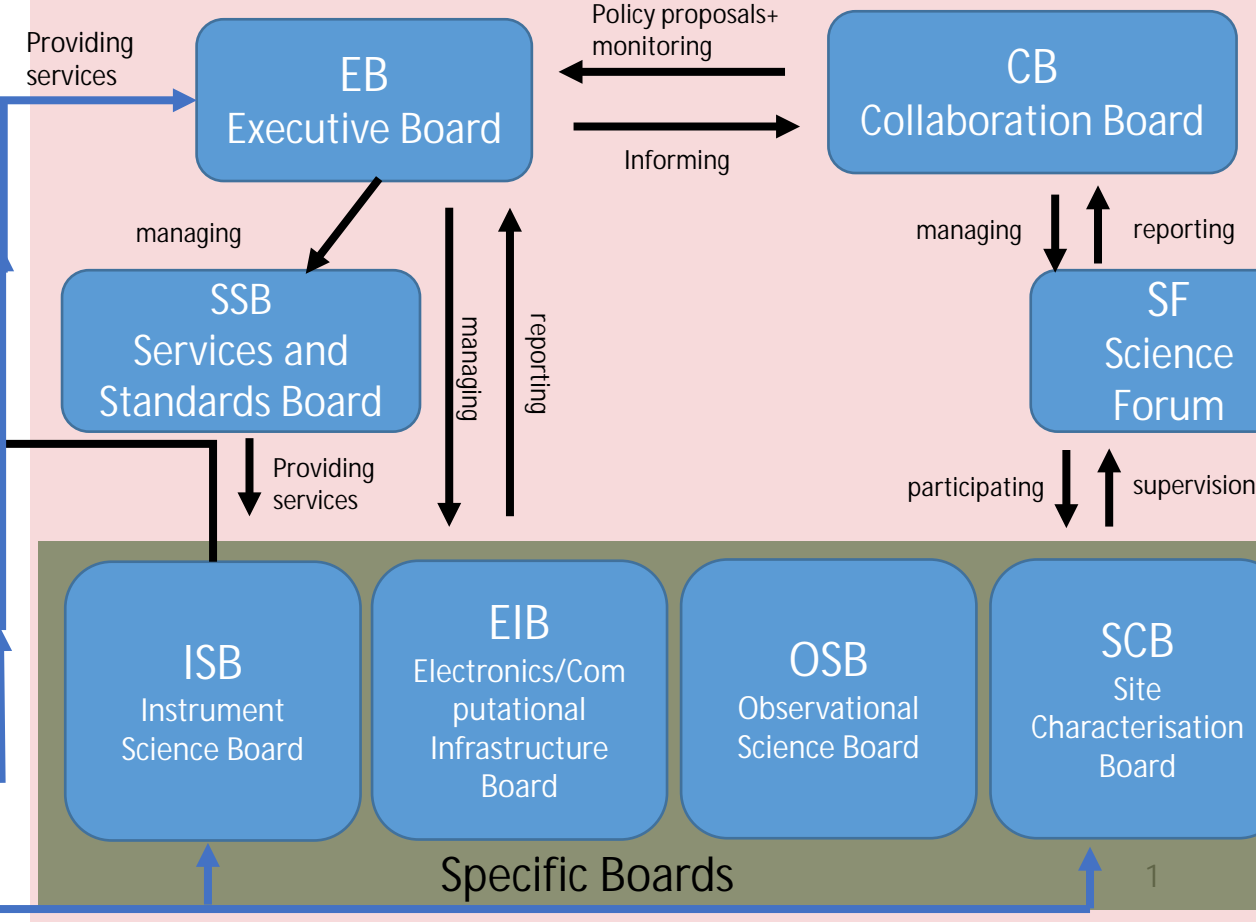 Providing
services
EB
Executive Board
Policy proposals+
monitoring
Informing
CB
Collaboration Board
managing
managing
reporting
SSB
Services and
Standards Board
managing
reporting
SF
Science
Forum
Providing
services
participating
supervision
ISB
Instrument
Science Board
EIB
Electronics/Com
putational
Infrastructure
Board
OSB
Observational
Science Board
SCB
Site
Characterisation
Board
Specific Boards
1